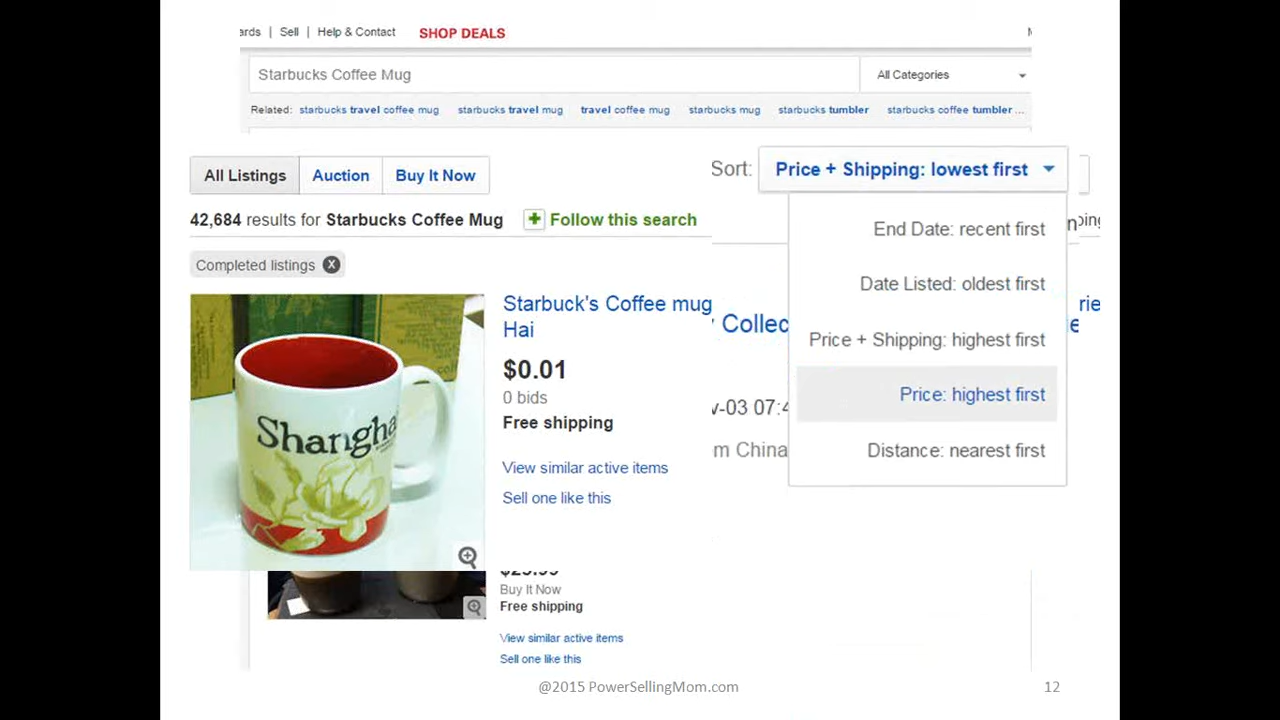 ards | Sell | Help & Contact SHOP DEALS
Starbucks Coffee Mug All Categories
Related: starbucks travel coffee mug starbucks travel mug travel coffee mug starbucks mug starbucks tumbler starbucks coffee tumbler ...
All Listings Auction Buy It Now
Sort: Price + Shipping: lowest first
42,684 results for Starbucks Coffee Mug Follow this search
End Date: recent first
Completed listings X
Date Listed: oldest first
Starbuck's Coffee mug
Hai
Collec
Price + Shipping: highest first
$0.01
0 bids
Price: highest first
v-03 07:4
Free shipping
m China
Distance: nearest first
View similar active items
Sell one like this
Shangha
Buy It Now
Free shipping
View similar active items
Sell one like this
@2015 PowerSellingMom.com
12